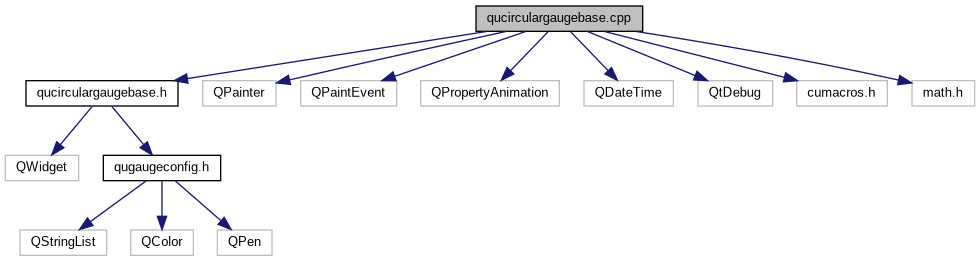 qucirculargaugebase.cpp
qucirculargaugebase.h
QPainter
QPaintEvent
QPropertyAnimation
QDateTime
QtDebug
cumacros.h
math.h
QWidget
qugaugeconfig.h
QStringList
QColor
QPen